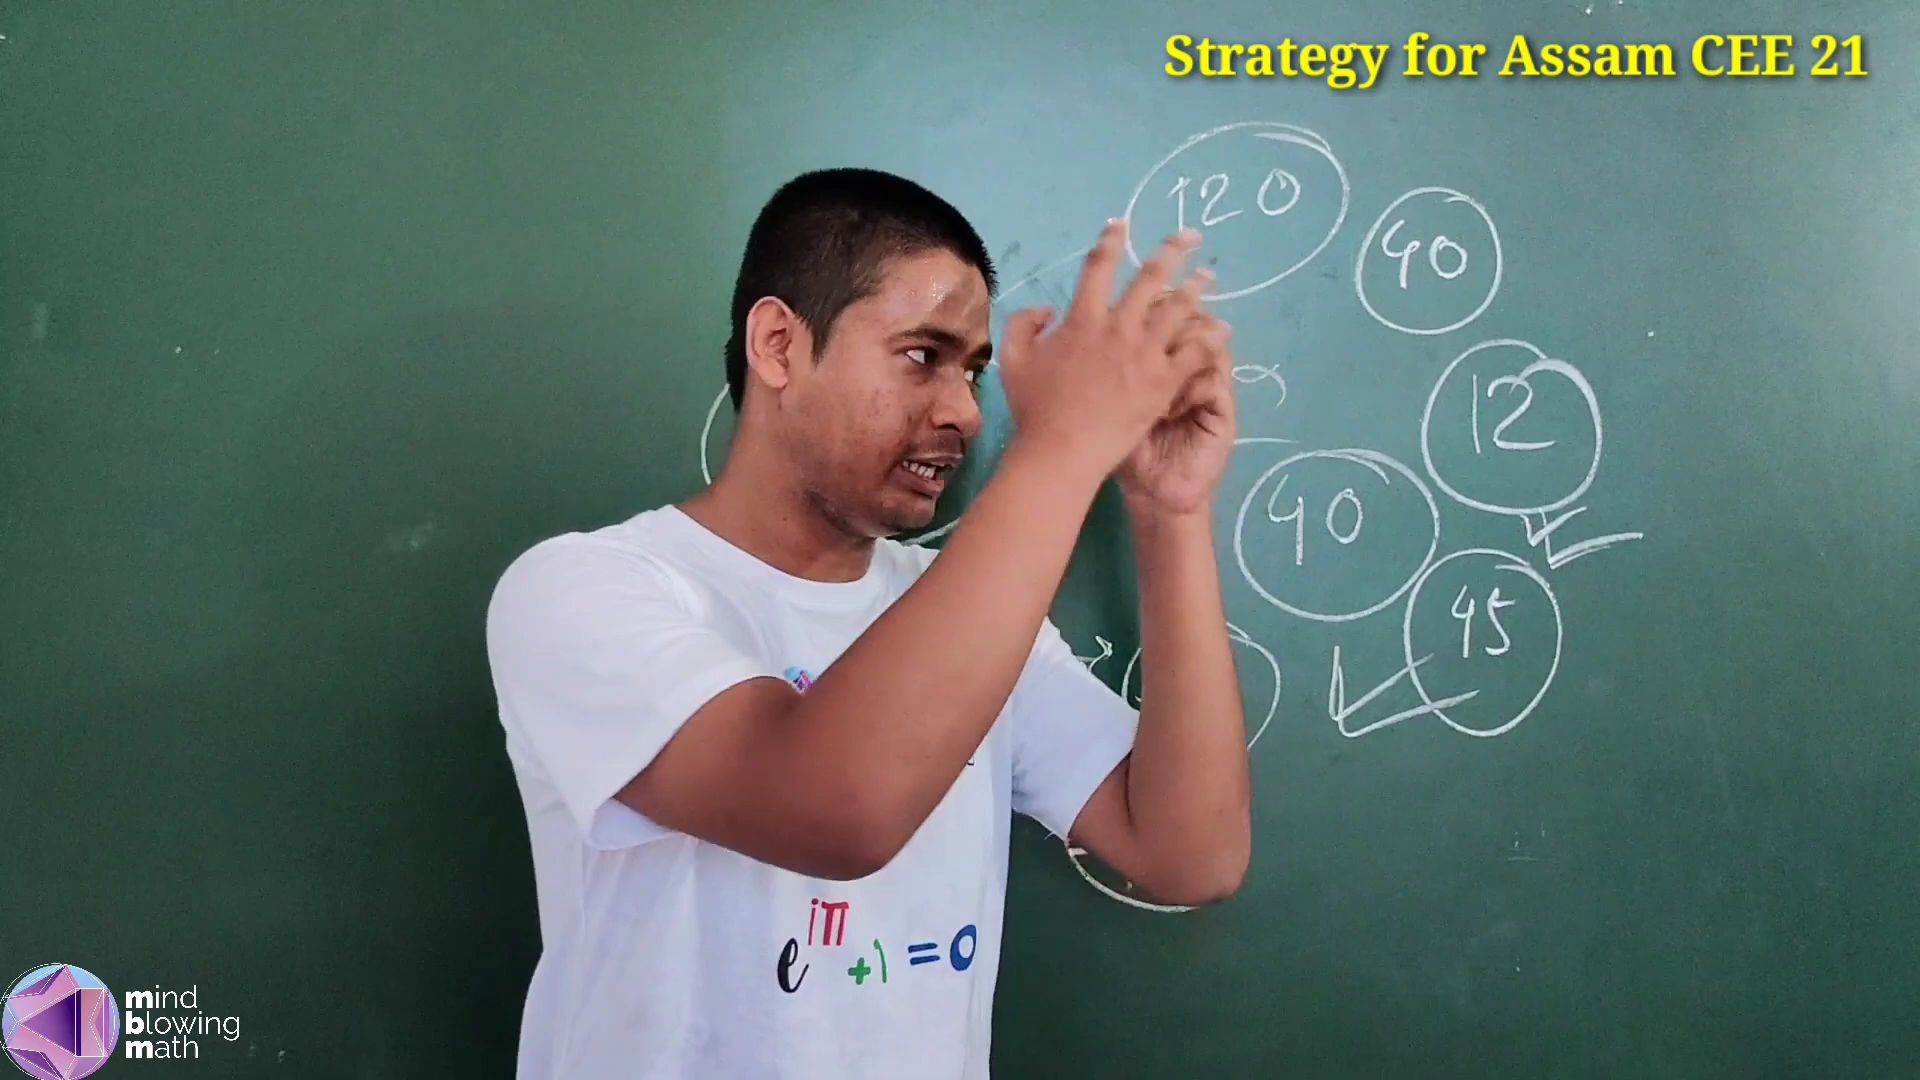 Strategy for Assam CEE 21
120
40
12
40
45
e^iπ +1 = 0
mind
blowing
math